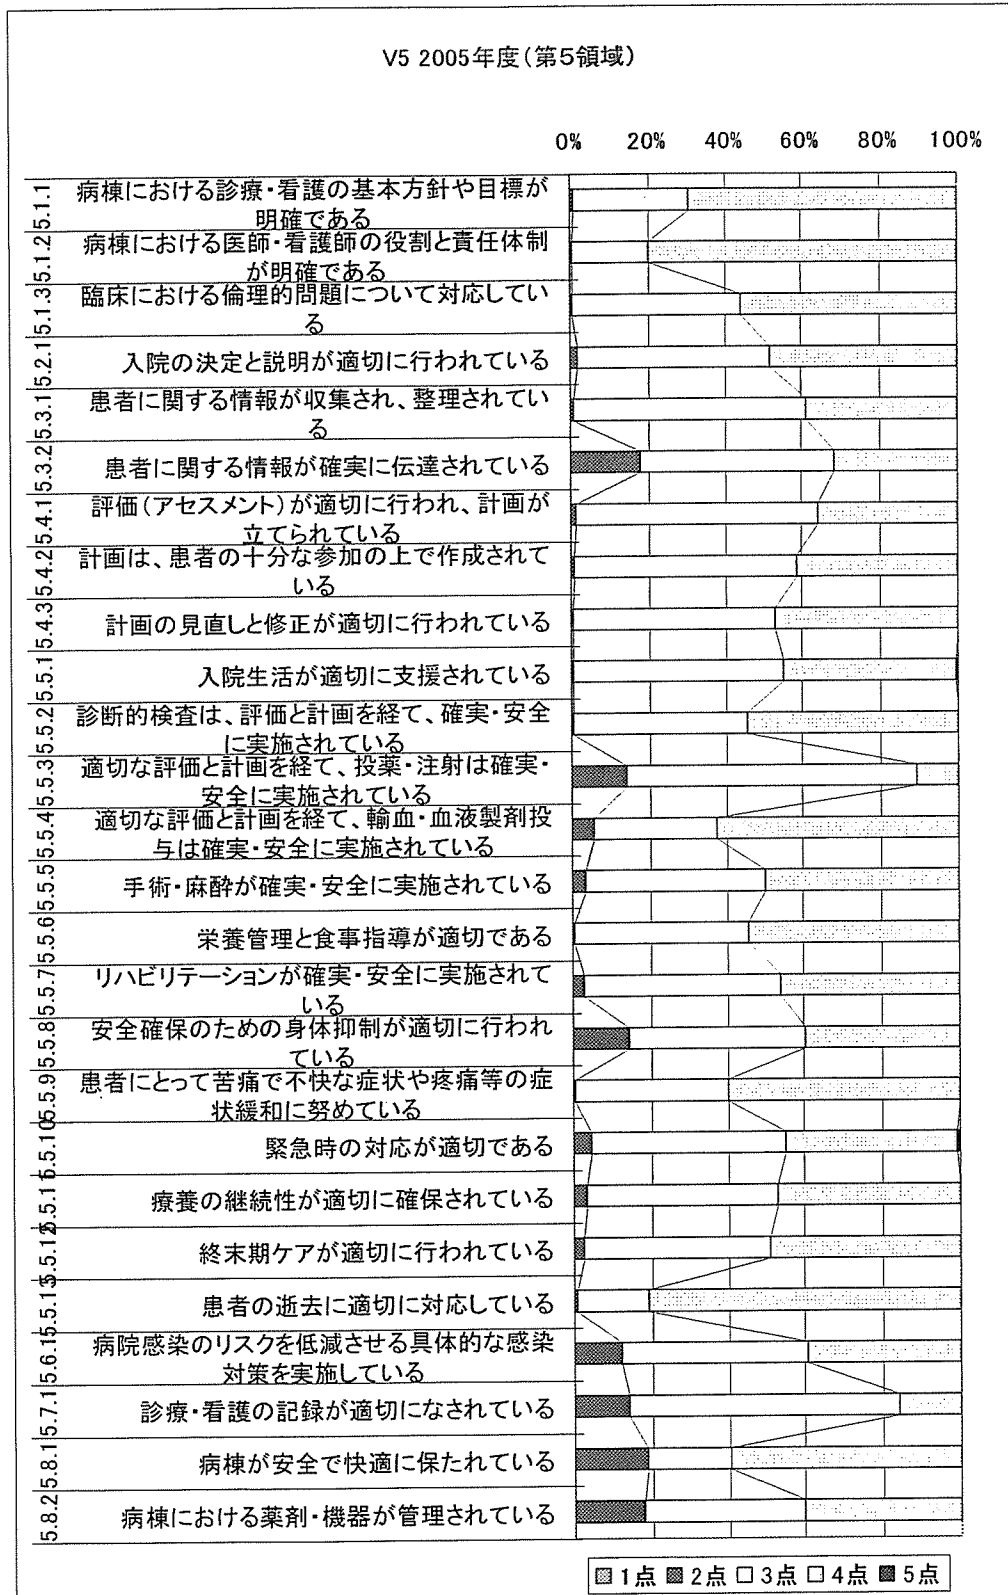 V5 2005年度(第5領域)
0% 20% 40% 60% 80% 100%
5.1.1 病棟における診療・看護の基本方針や目標が
明確である
5.1.2 病棟における医師・看護師の役割と責任体制
が明確である
5.1.3 臨床における倫理的問題について対応してい
る
5.2.1 入院の決定と説明が適切に行われている
5.3.1 患者に関する情報が収集され、整理されてい
る
5.3.2 患者に関する情報が確実に伝達されている
5.4.1 評価(アセスメント)が適切に行われ、計画が
立てられている
5.4.2 計画は、患者の十分な参加の上で作成されて
いる
5.4.3 計画の見直しと修正が適切に行われている
5.5.1 入院生活が適切に支援されている
5.5.2 診断的検査は、評価と計画を経て、確実・安全
に実施されている
5.5.3 適切な評価と計画を経て、投薬・注射は確実・
安全に実施されている
5.5.4 適切な評価と計画を経て、輸血・血液製剤投
与は確実・安全に実施されている
5.5.5 手術・麻酔が確実・安全に実施されている
5.5.6 栄養管理と食事指導が適切である
5.5.7 リハビリテーションが確実・安全に実施されて
いる
5.5.8 安全確保のための身体抑制が適切に行われ
ている
5.5.9 患者にとって苦痛で不快な症状や疼痛等の症
状緩和に努めている
5.5.10 緊急時の対応が適切である
5.5.11 療養の継続性が適切に確保されている
5.5.12 終末期ケアが適切に行われている
5.5.13 患者の逝去に適切に対応している
5.6.1 病院感染のリスクを低減させる具体的な感染
対策を実施している
5.7.1 診療・看護の記録が適切になされている
5.8.1 病棟が安全で快適に保たれている
5.8.2 病棟における薬剤・機器が管理されている
1点 2点 3点 4点 5点